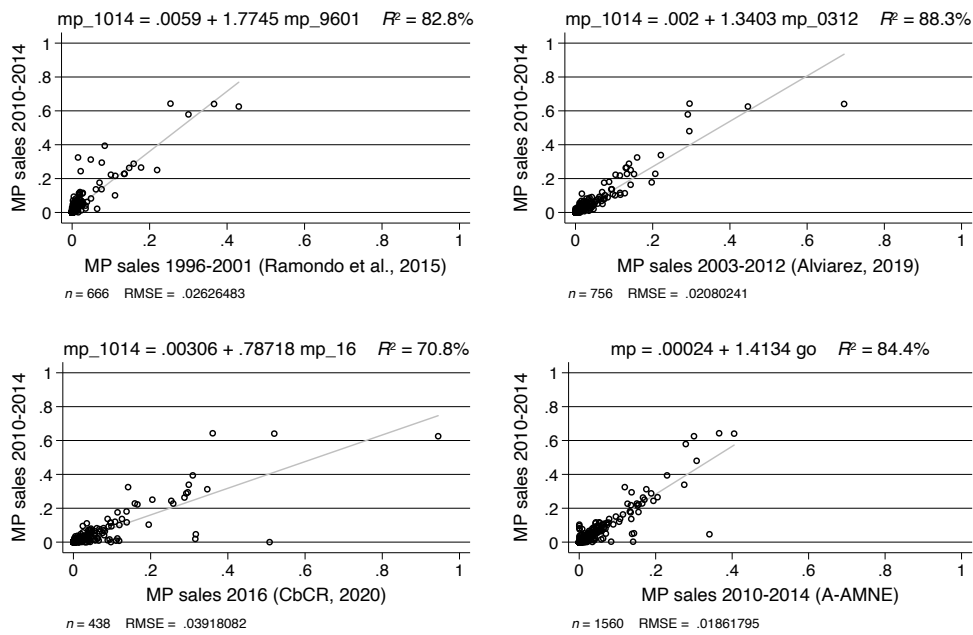 mp_1014 = .0059 + 1.7745 mp_9601 R² = 82.8%
MP sales 2010-2014
1
.8
.6
.4
.2
0
0 .2 .4 .6 .8 1
MP sales 1996-2001 (Ramondo et al., 2015)
n = 666 RMSE = .02626483
mp_1014 = .002 + 1.3403 mp_0312 R² = 88.3%
MP sales 2010-2014
1
.8
.6
.4
.2
0
0 .2 .4 .6 .8 1
MP sales 2003-2012 (Alviarez, 2019)
n = 756 RMSE = .02080241
mp_1014 = .00306 + .78718 mp_16 R² = 70.8%
MP sales 2010-2014
1
.8
.6
.4
.2
0
0 .2 .4 .6 .8 1
MP sales 2016 (CbCR, 2020)
n = 438 RMSE = .03918082
mp = .00024 + 1.4134 go R² = 84.4%
MP sales 2010-2014
1
.8
.6
.4
.2
0
0 .2 .4 .6 .8 1
MP sales 2010-2014 (A-AMNE)
n = 1560 RMSE = .01861795